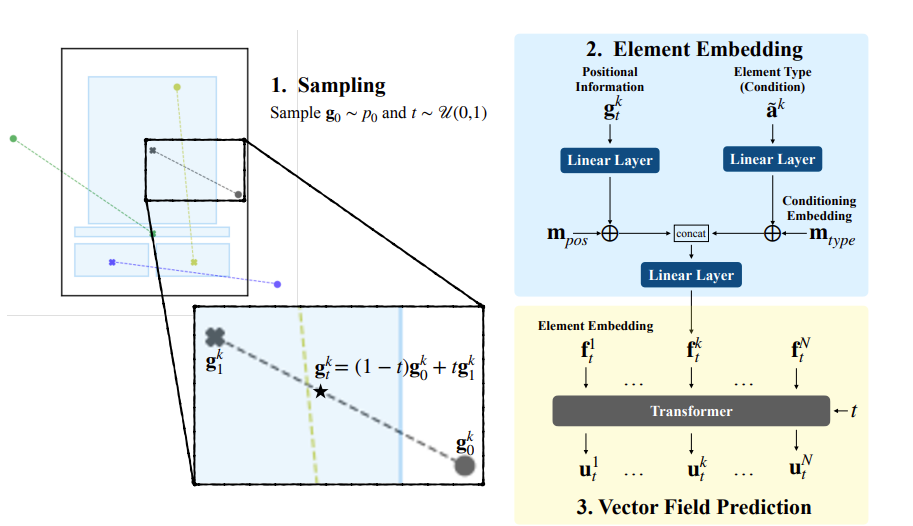 1. Sampling
Sample g₀ ~ p₀ and t ~ 𝒰(0,1)
g₁ᵏ
gₜᵏ = (1 − t)g₀ᵏ + tg₁ᵏ
g₀ᵏ
2. Element Embedding
Positional
Information
gₜᵏ
Element Type
(Condition)
ãᵏ
Linear Layer
Linear Layer
Conditioning
Embedding
m_pos
concat
m_type
Linear Layer
Element Embedding
fₜ¹ ... fₜᵏ ... fₜᴺ
Transformer
t
uₜ¹ ... uₜᵏ ... uₜᴺ
3. Vector Field Prediction